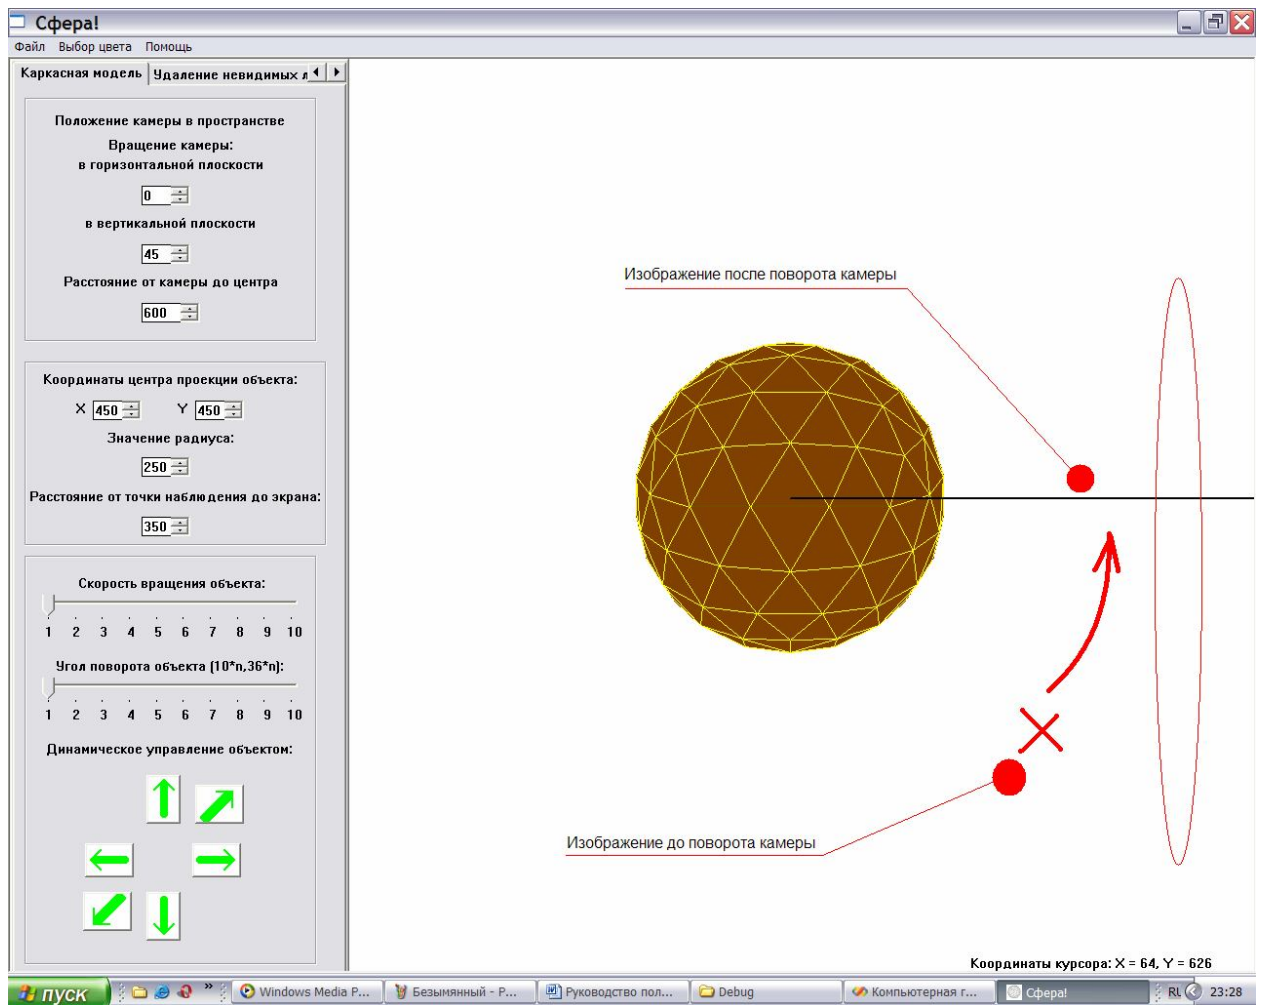 Сфера!
Файл Выбор цвета Помощь
Каркасная модель Удаление невидимых л
Положение камеры в пространстве
Вращение камеры:
в горизонтальной плоскости
0
в вертикальной плоскости
45
Расстояние от камеры до центра
600
Координаты центра проекции объекта:
X 450 Y 450
Значение радиуса:
250
Расстояние от точки наблюдения до экрана:
350
Скорость вращения объекта:
1 2 3 4 5 6 7 8 9 10
Угол поворота объекта (10*n,36*n):
1 2 3 4 5 6 7 8 9 10
Динамическое управление объектом:
Изображение после поворота камеры
Изображение до поворота камеры
Координаты курсора: X = 64, Y = 626
пуск » Windows Media P... Безымянный - P... Руководство пол... Debug Компьютерная г... Сфера! RL 23:28